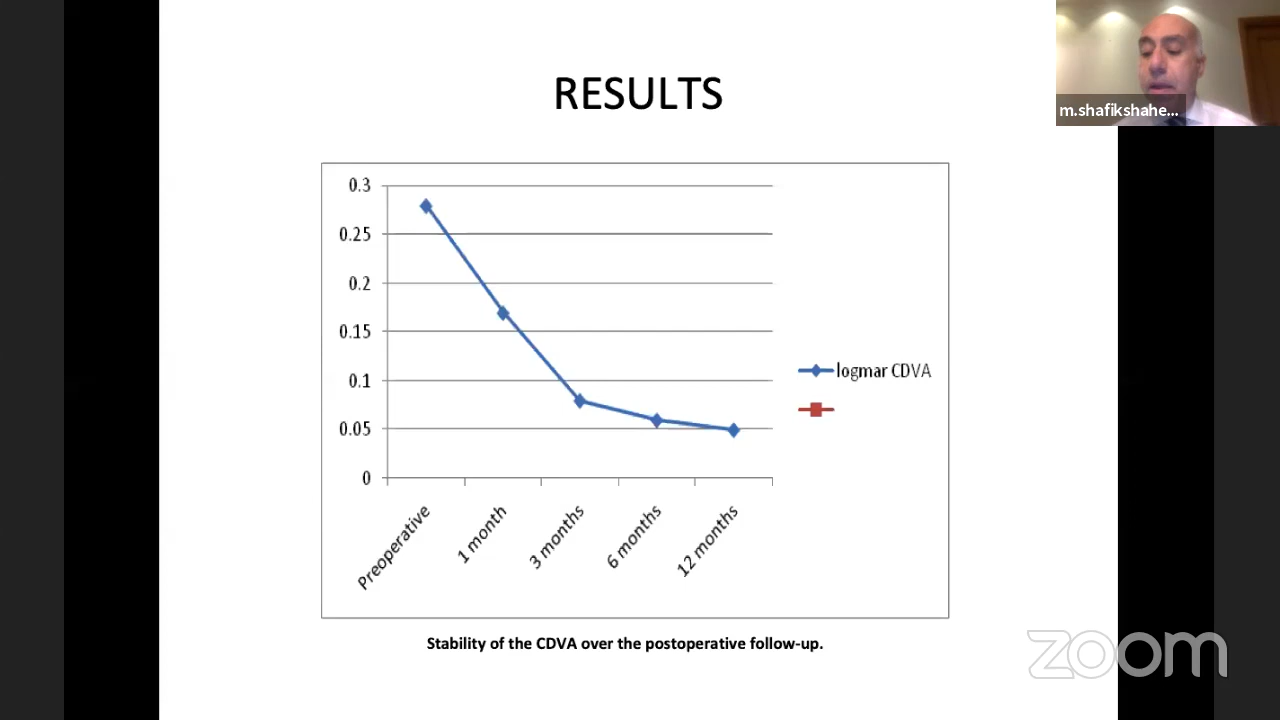 RESULTS
m.shafikshahe...
0.3
0.25
0.2
0.15
0.1
0.05
0
Preoperative
1 month
3 months
6 months
12 months
logmar CDVA
Stability of the CDVA over the postoperative follow-up.
zoom